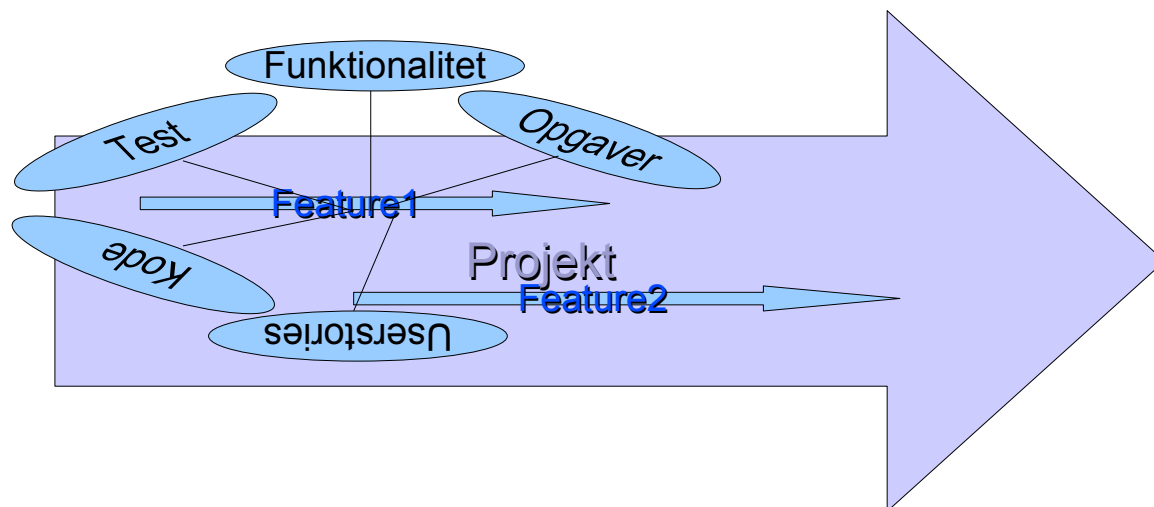 Funktionalitet
Test
Opgaver
Feature1
Kode
Projekt
Feature2
Userstories